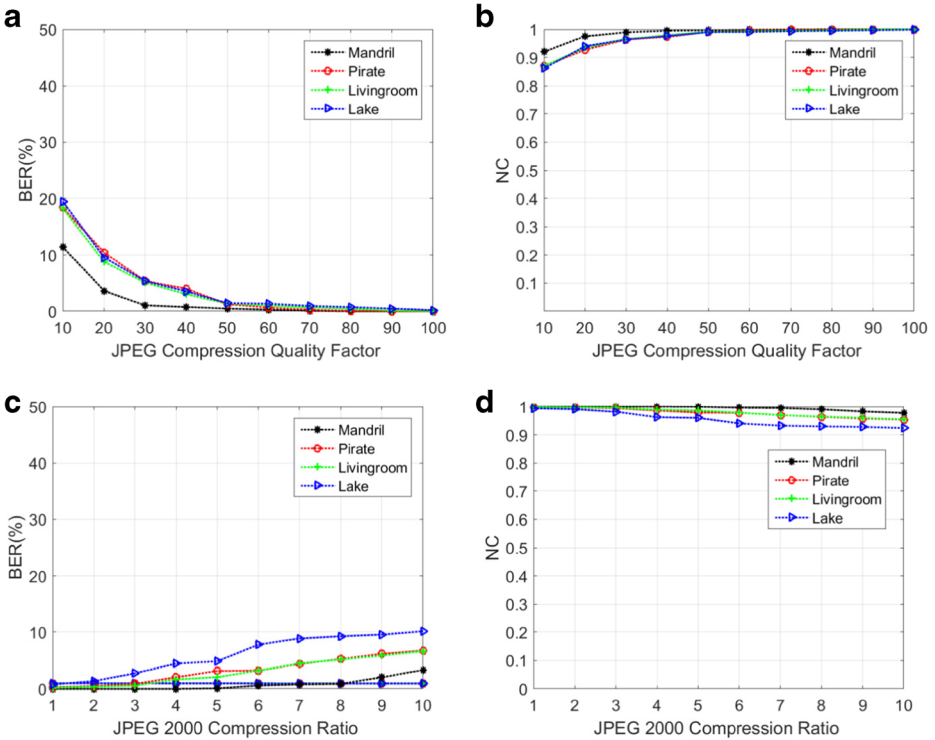 a
50
40
30
20
10
0
BER(%)
Mandril
Pirate
Livingroom
Lake
10 20 30 40 50 60 70 80 90 100
JPEG Compression Quality Factor
b
1
0.9
0.8
0.7
0.6
0.5
0.4
0.3
0.2
0.1
NC
Mandril
Pirate
Livingroom
Lake
10 20 30 40 50 60 70 80 90 100
JPEG Compression Quality Factor
c
50
40
30
20
10
0
BER(%)
Mandril
Pirate
Livingroom
Lake
1 2 3 4 5 6 7 8 9 10
JPEG 2000 Compression Ratio
d
1
0.9
0.8
0.7
0.6
0.5
0.4
0.3
0.2
0.1
0
NC
Mandril
Pirate
Livingroom
Lake
1 2 3 4 5 6 7 8 9 10
JPEG 2000 Compression Ratio